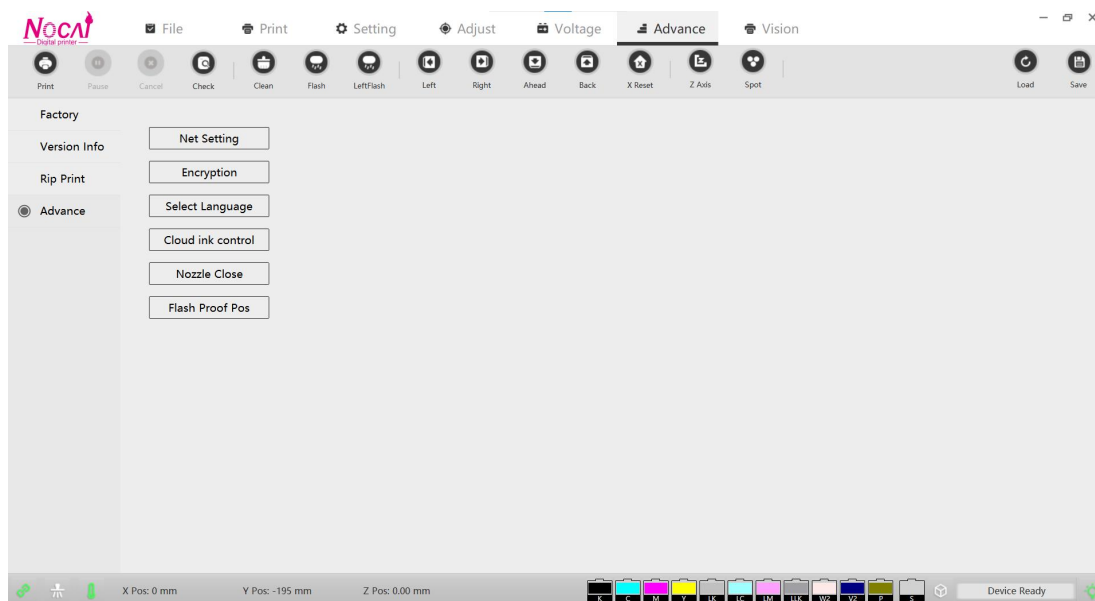 Nocai
Digital printer
File
Print
Setting
Adjust
Voltage
Advance
Vision
Print
Pause
Cancel
Check
Clean
Flash
LeftFlash
Left
Right
Ahead
Back
X Reset
Z Axis
Spot
Load
Save
Factory
Version Info
Rip Print
Advance
Net Setting
Encryption
Select Language
Cloud ink control
Nozzle Close
Flash Proof Pos
X Pos: 0 mm
Y Pos: -195 mm
Z Pos: 0.00 mm
K
C
M
Y
LK
LC
LM
LLK
W2
V2
P
S
Device Ready